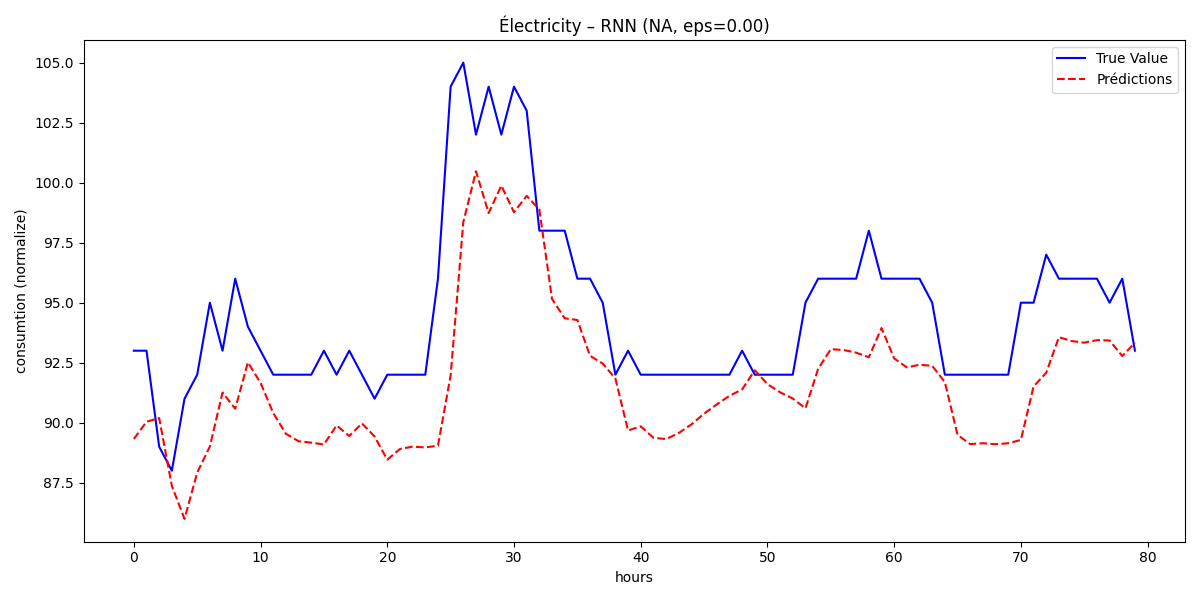 Électricity – RNN (NA, eps=0.00)
True Value
Prédictions
consumtion (normalize)
105.0
102.5
100.0
97.5
95.0
92.5
90.0
87.5
0 10 20 30 40 50 60 70 80
hours